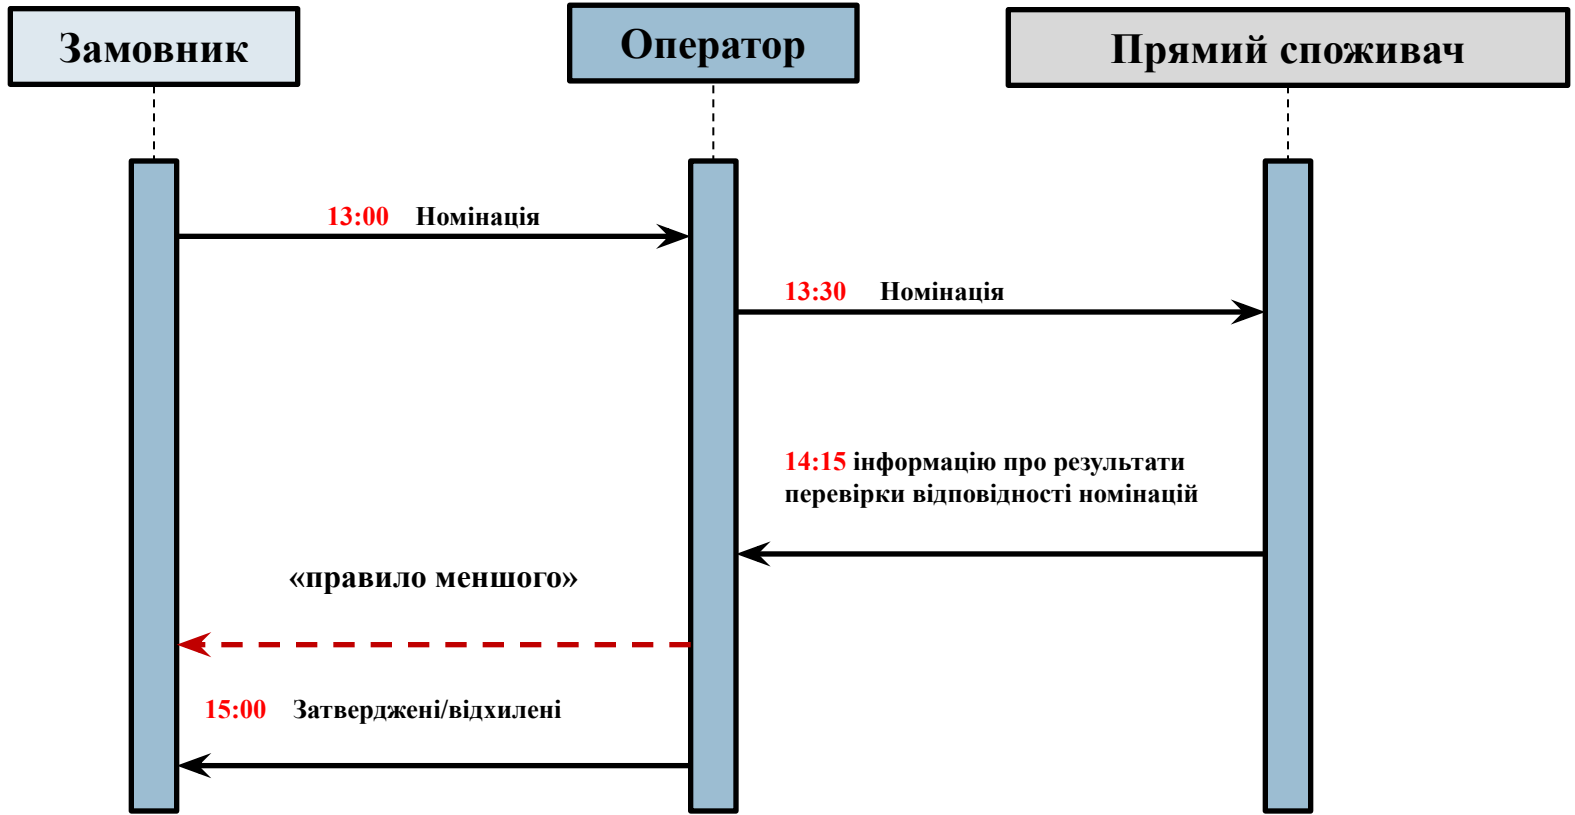 Замовник
Оператор
Прямий споживач
13:00 Номінація
13:30 Номінація
14:15 інформацію про результати
перевірки відповідності номінацій
«правило меншого»
15:00 Затверджені/відхилені